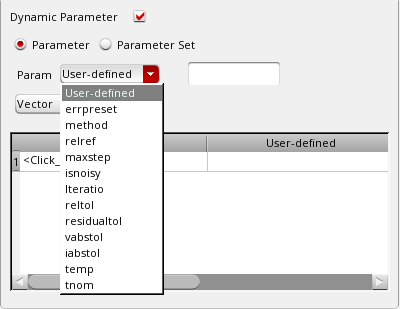 Dynamic Parameter
Parameter Parameter Set
Param User-defined
User-defined
errpreset
Vector
method
relref
User-defined
maxstep
1 <Click_
isnoisy
lteratio
reltol
residualtol
vabstol
iabstol
temp
tnom